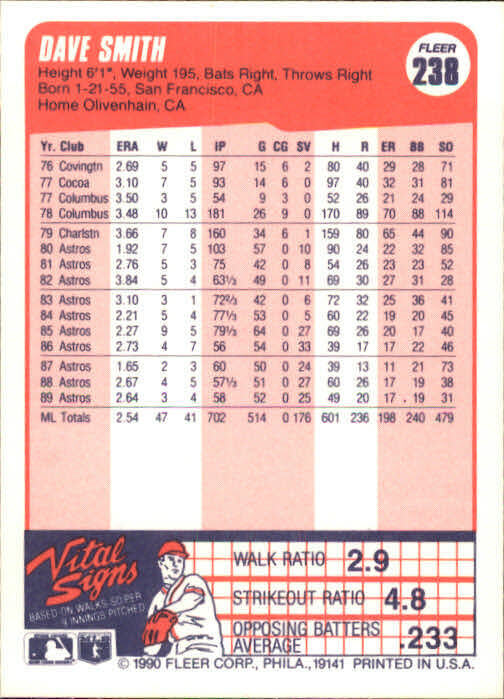 DAVE SMITH
FLEER
238
Height 6'1", Weight 195, Bats Right, Throws Right
Born 1-21-55, San Francisco, CA
Home Olivenhain, CA
Yr. Club ERA W L IP G CG SV H R ER BB SO
76 Covingtn 2.69 5 5 97 15 6 2 80 40 29 28 71
77 Cocoa 3.10 7 5 93 14 6 0 97 40 32 31 81
77 Columbus 3.50 3 5 54 9 3 0 52 26 21 24 29
78 Columbus 3.48 10 13 181 26 9 0 170 89 70 88 114
79 Charlstn 3.66 7 8 160 34 6 1 159 80 65 44 90
80 Astros 1.92 7 5 103 57 0 10 90 24 22 32 85
81 Astros 2.76 5 3 75 42 0 8 54 26 23 23 52
82 Astros 3.84 5 4 63⅓ 49 0 11 69 30 27 31 28
83 Astros 3.10 3 1 72⅔ 42 0 6 72 32 25 36 41
84 Astros 2.21 5 4 77⅓ 53 0 5 60 22 19 20 45
85 Astros 2.27 9 5 79⅓ 64 0 27 69 26 20 17 40
86 Astros 2.73 4 7 56 54 0 33 39 17 17 22 46
87 Astros 1.65 2 3 60 50 0 24 39 13 11 21 73
88 Astros 2.67 4 5 57⅓ 51 0 27 60 26 17 19 38
89 Astros 2.64 3 4 58 52 0 25 49 20 17 19 31
ML Totals 2.54 47 41 702 514 0 176 601 236 198 240 479
Vital Signs
BASED ON WALKS-SO PER
9 INNINGS PITCHED
WALK RATIO 2.9
STRIKEOUT RATIO 4.8
OPPOSING BATTERS AVERAGE .233
© 1990 FLEER CORP., PHILA., 19141 PRINTED IN U.S.A.